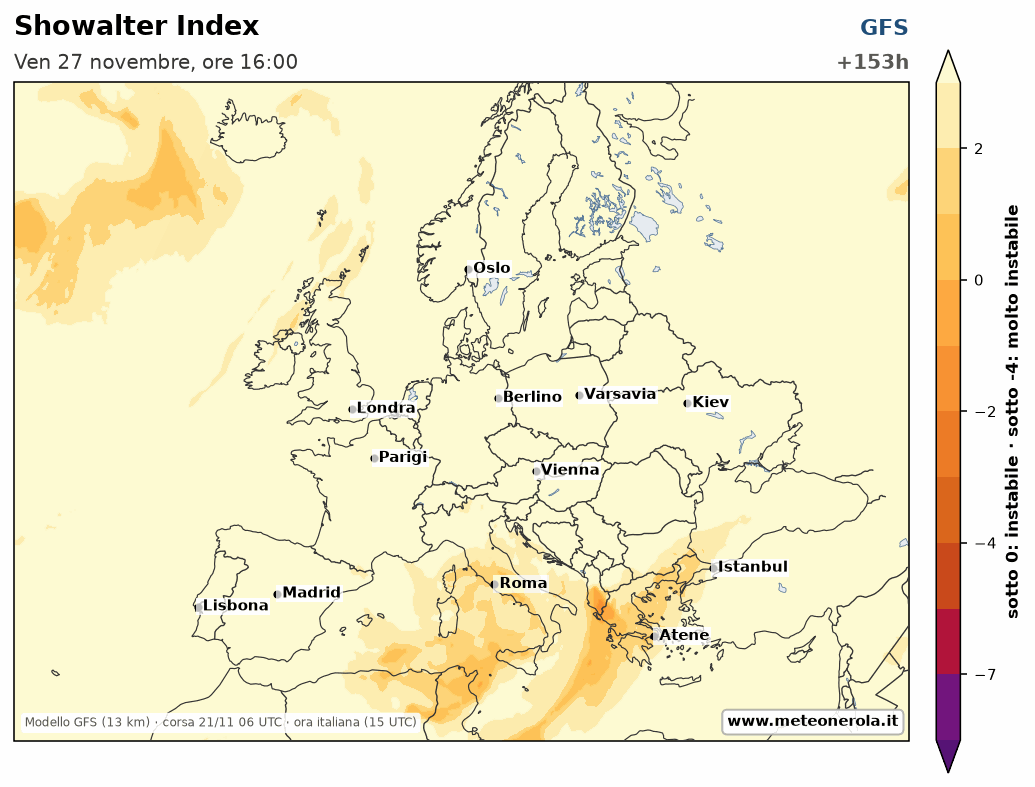 Showalter Index
GFS
Ven 27 novembre, ore 16:00
+153h
Oslo
Londra
Berlino
Varsavia
Kiev
Parigi
Vienna
Istanbul
Roma
Madrid
Lisbona
Atene
Modello GFS (13 km) · corsa 21/11 06 UTC · ora italiana (15 UTC)
www.meteonerola.it
2
0
−2
−4
−7
sotto 0: instabile · sotto -4: molto instabile